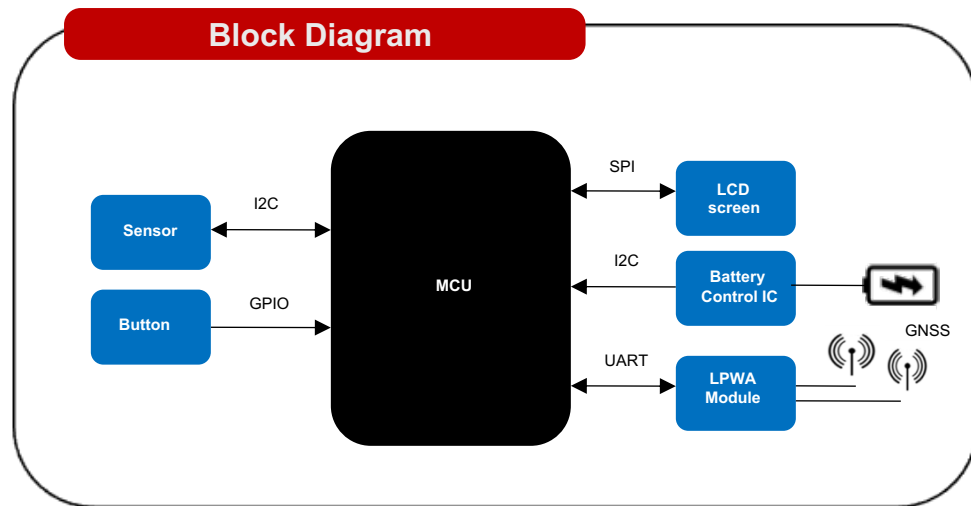 Block Diagram
SPI
LCD
screen
I2C
Sensor
I2C
Battery
Control IC
MCU
GPIO
Button
GNSS
UART
LPWA
Module